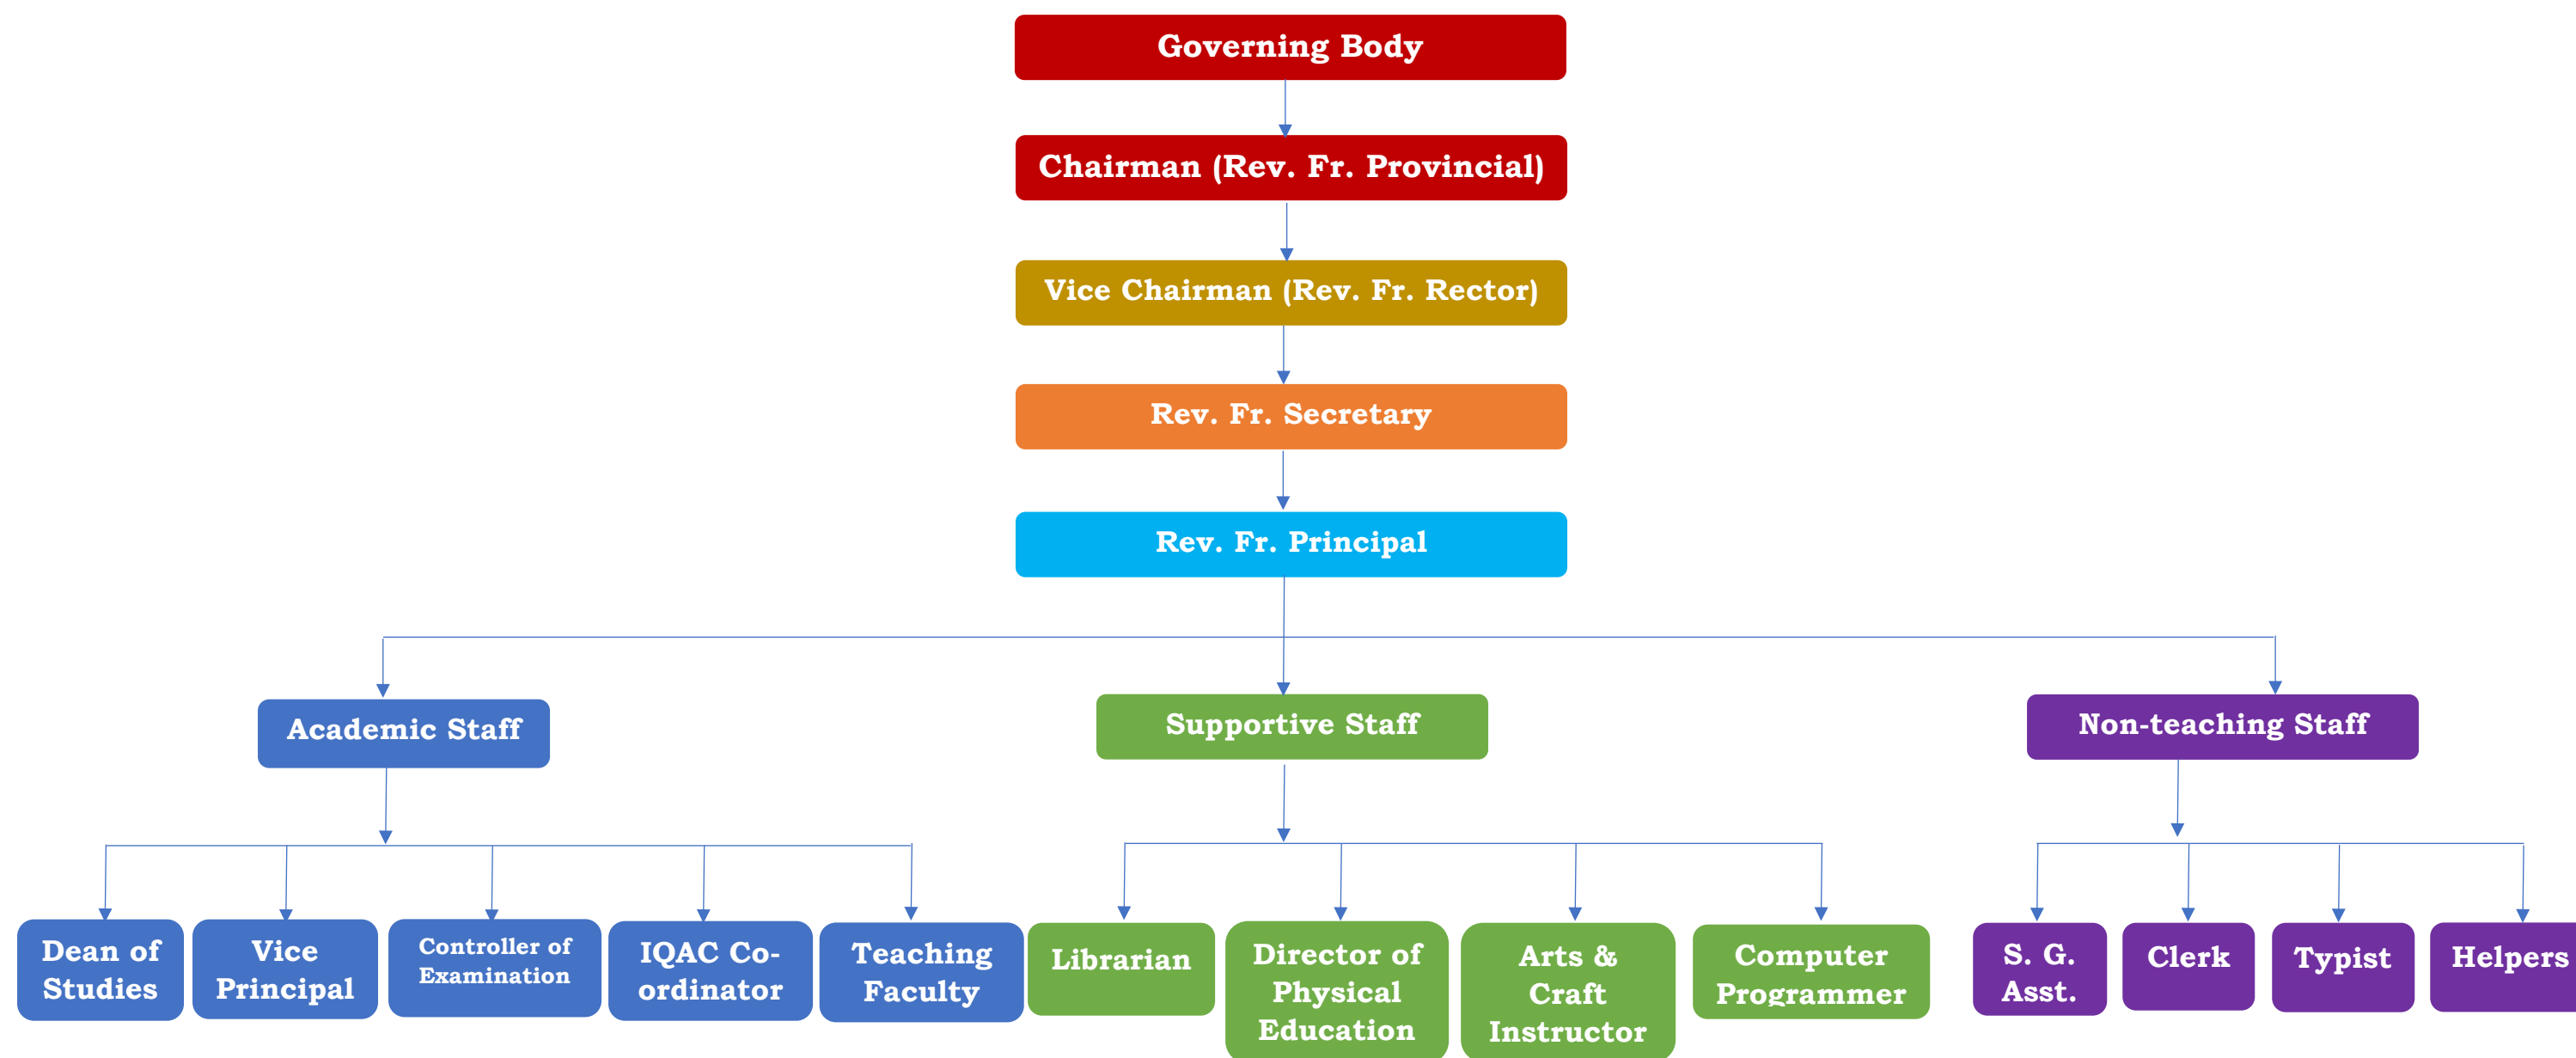 Governing Body
Chairman (Rev. Fr. Provincial)
Vice Chairman (Rev. Fr. Rector)
Rev. Fr. Secretary
Rev. Fr. Principal
Academic Staff
Supportive Staff
Non-teaching Staff
Dean of
Studies
Vice
Principal
Controller of
Examination
IQAC Co-
ordinator
Teaching
Faculty
Librarian
Director of
Physical
Education
Arts &
Craft
Instructor
Computer
Programmer
S. G.
Asst.
Clerk
Typist
Helpers